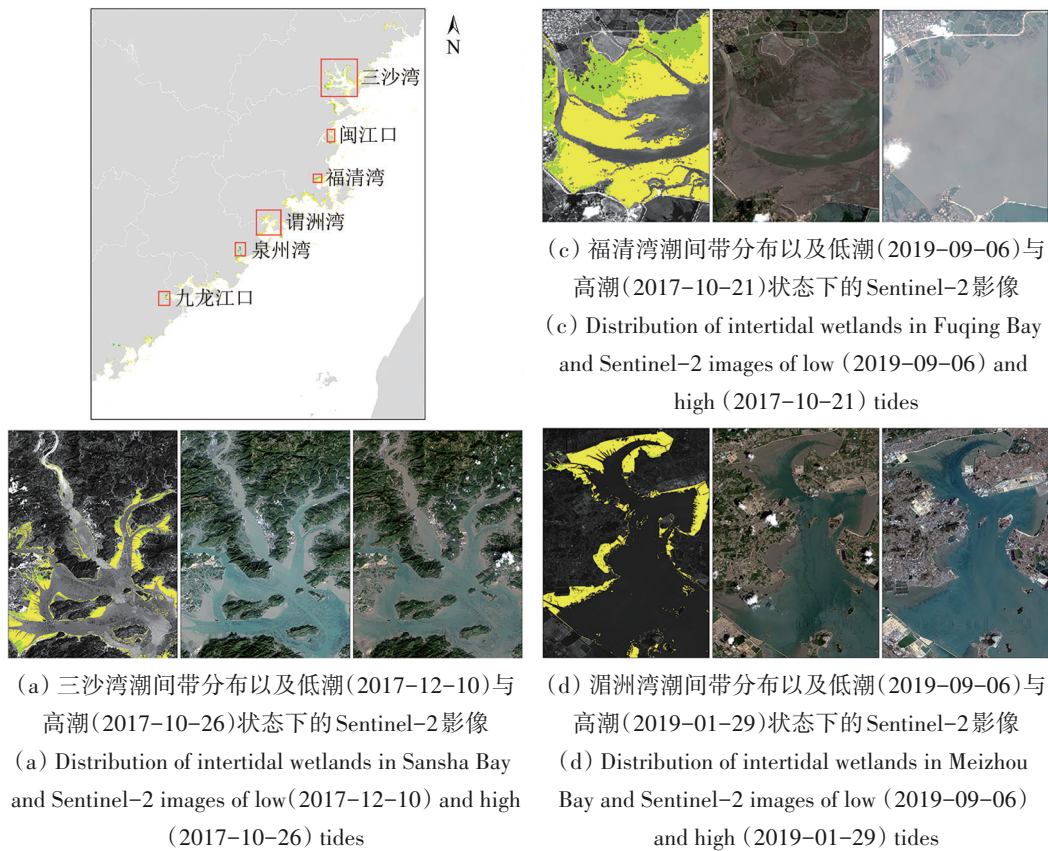 N
三沙湾
闽江口
福清湾
谓洲湾
泉州湾
九龙江口
(c) 福清湾潮间带分布以及低潮(2019-09-06)与
高潮(2017-10-21)状态下的Sentinel-2影像
(c) Distribution of intertidal wetlands in Fuqing Bay
and Sentinel-2 images of low (2019-09-06) and
high (2017-10-21) tides
(a) 三沙湾潮间带分布以及低潮(2017-12-10)与
高潮(2017-10-26)状态下的Sentinel-2影像
(a) Distribution of intertidal wetlands in Sansha Bay
and Sentinel-2 images of low(2017-12-10) and high
(2017-10-26) tides
(d) 湄洲湾潮间带分布以及低潮(2019-09-06)与
高潮(2019-01-29)状态下的Sentinel-2影像
(d) Distribution of intertidal wetlands in Meizhou
Bay and Sentinel-2 images of low (2019-09-06)
and high (2019-01-29) tides